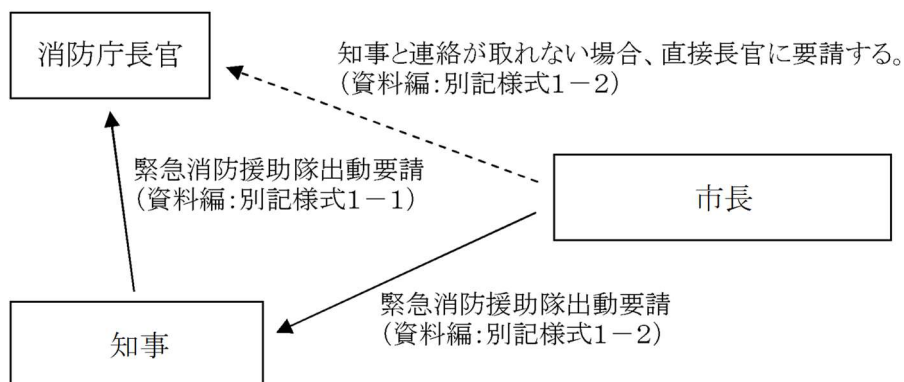 消防庁長官
知事と連絡が取れない場合、直接長官に要請する。
(資料編:別記様式1-2)
緊急消防援助隊出動要請
(資料編:別記様式1-1)
市長
緊急消防援助隊出動要請
(資料編:別記様式1-2)
知事